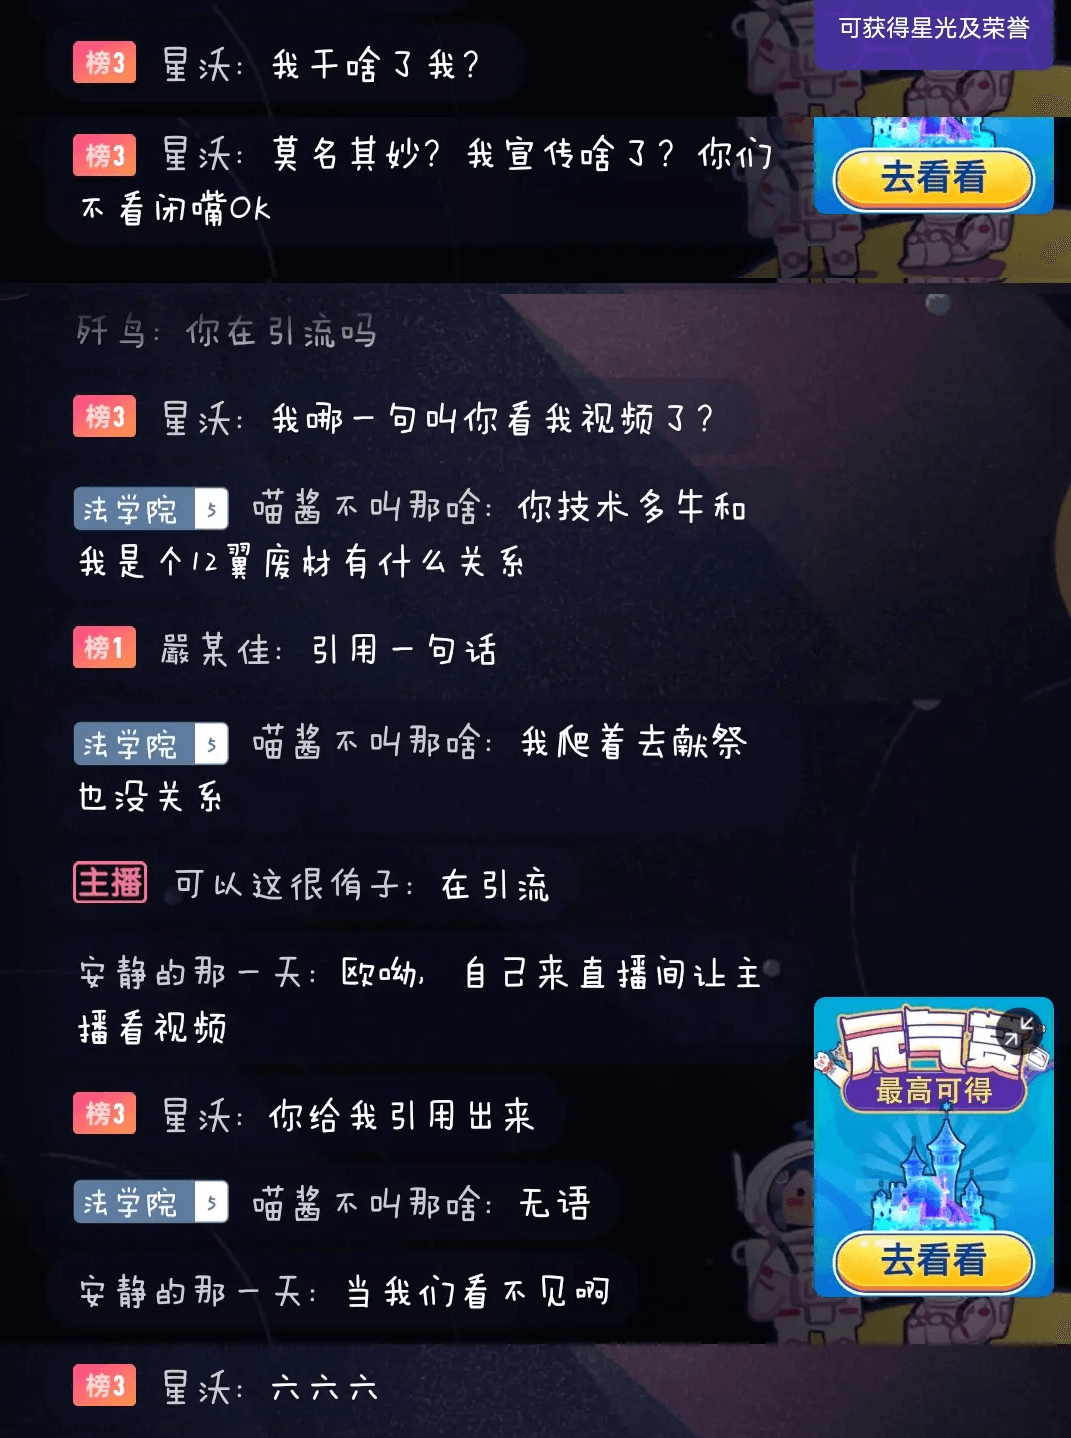 可获得星光及荣誉
榜3 星沃: 我干啥了我?
榜3 星沃: 莫名其妙? 我宣传啥了? 你们
不看闭嘴OK
去看看
歼鸟: 你在引流吗
榜3 星沃: 我哪一句叫你看我视频了?
法学院 5 喵酱不叫那啥: 你技术多牛和
我是个12翼废材有什么关系
榜1 嚴某佳: 引用一句话
法学院 5 喵酱不叫那啥: 我爬着去献祭
也没关系
主播 可以这很侑子: 在引流
安静的那一天: 欧呦, 自己来直播间让主
播看视频
元气赏
最高可得
榜3 星沃: 你给我引用出来
法学院 5 喵酱不叫那啥: 无语
去看看
安静的那一天: 当我们看不见啊
榜3 星沃: 六六六